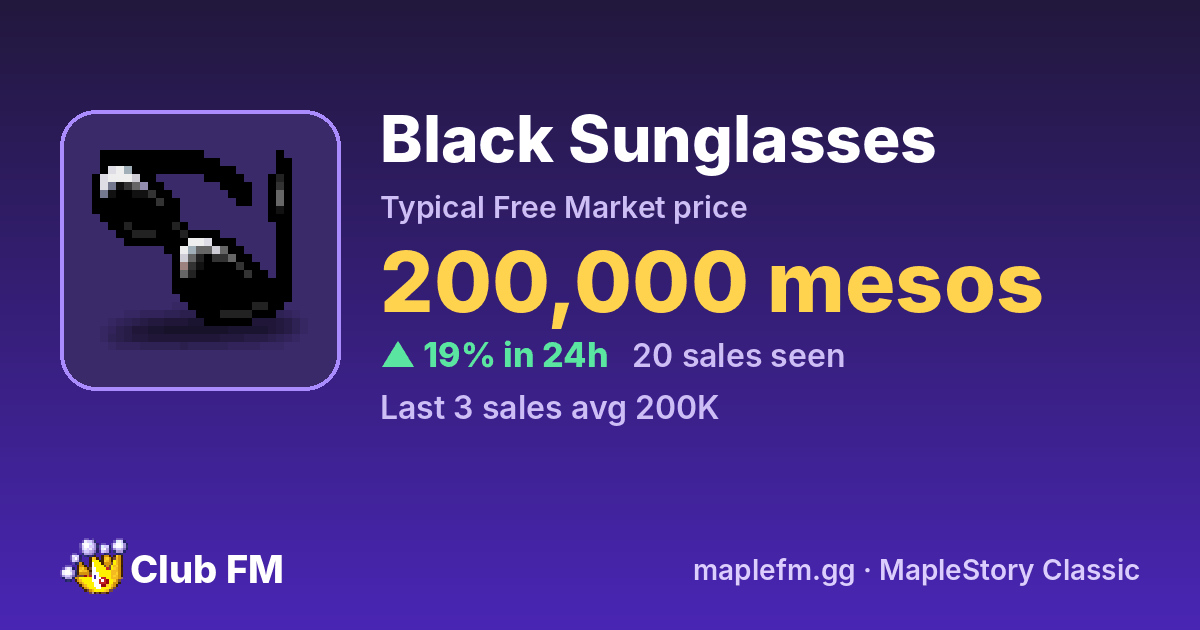 Black Sunglasses
Typical Free Market price
200,000 mesos
▲ 19% in 24h 20 sales seen
Last 3 sales avg 200K
Club FM
maplefm.gg · MapleStory Classic